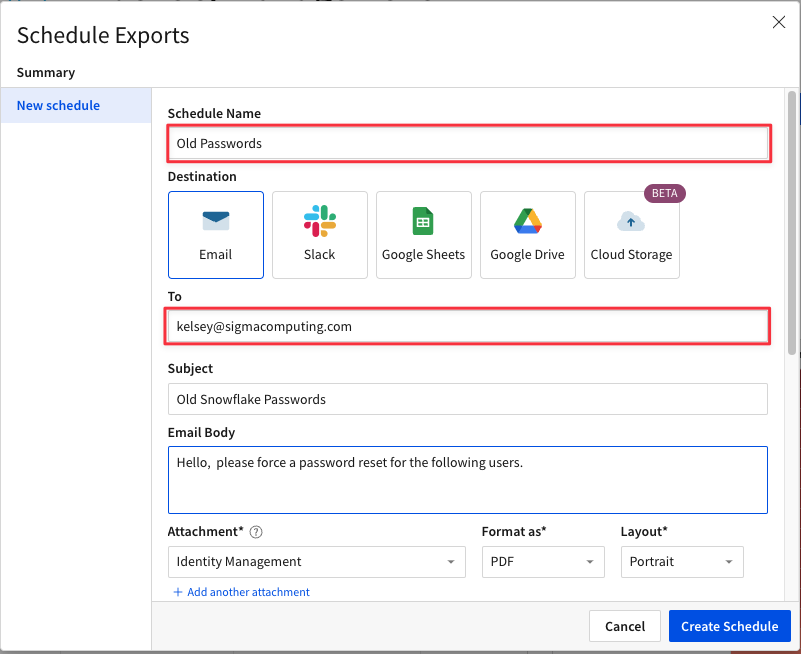 Schedule Exports
Summary
New schedule
Schedule Name
Old Passwords
Destination
BETA
Email
Slack
Google Sheets
Google Drive
Cloud Storage
To
kelsey@sigmacomputing.com
Subject
Old Snowflake Passwords
Email Body
Hello,  please force a password reset for the following users.
Attachment* ?
Format as*
Layout*
Identity Management
PDF
Portrait
+ Add another attachment
Cancel
Create Schedule